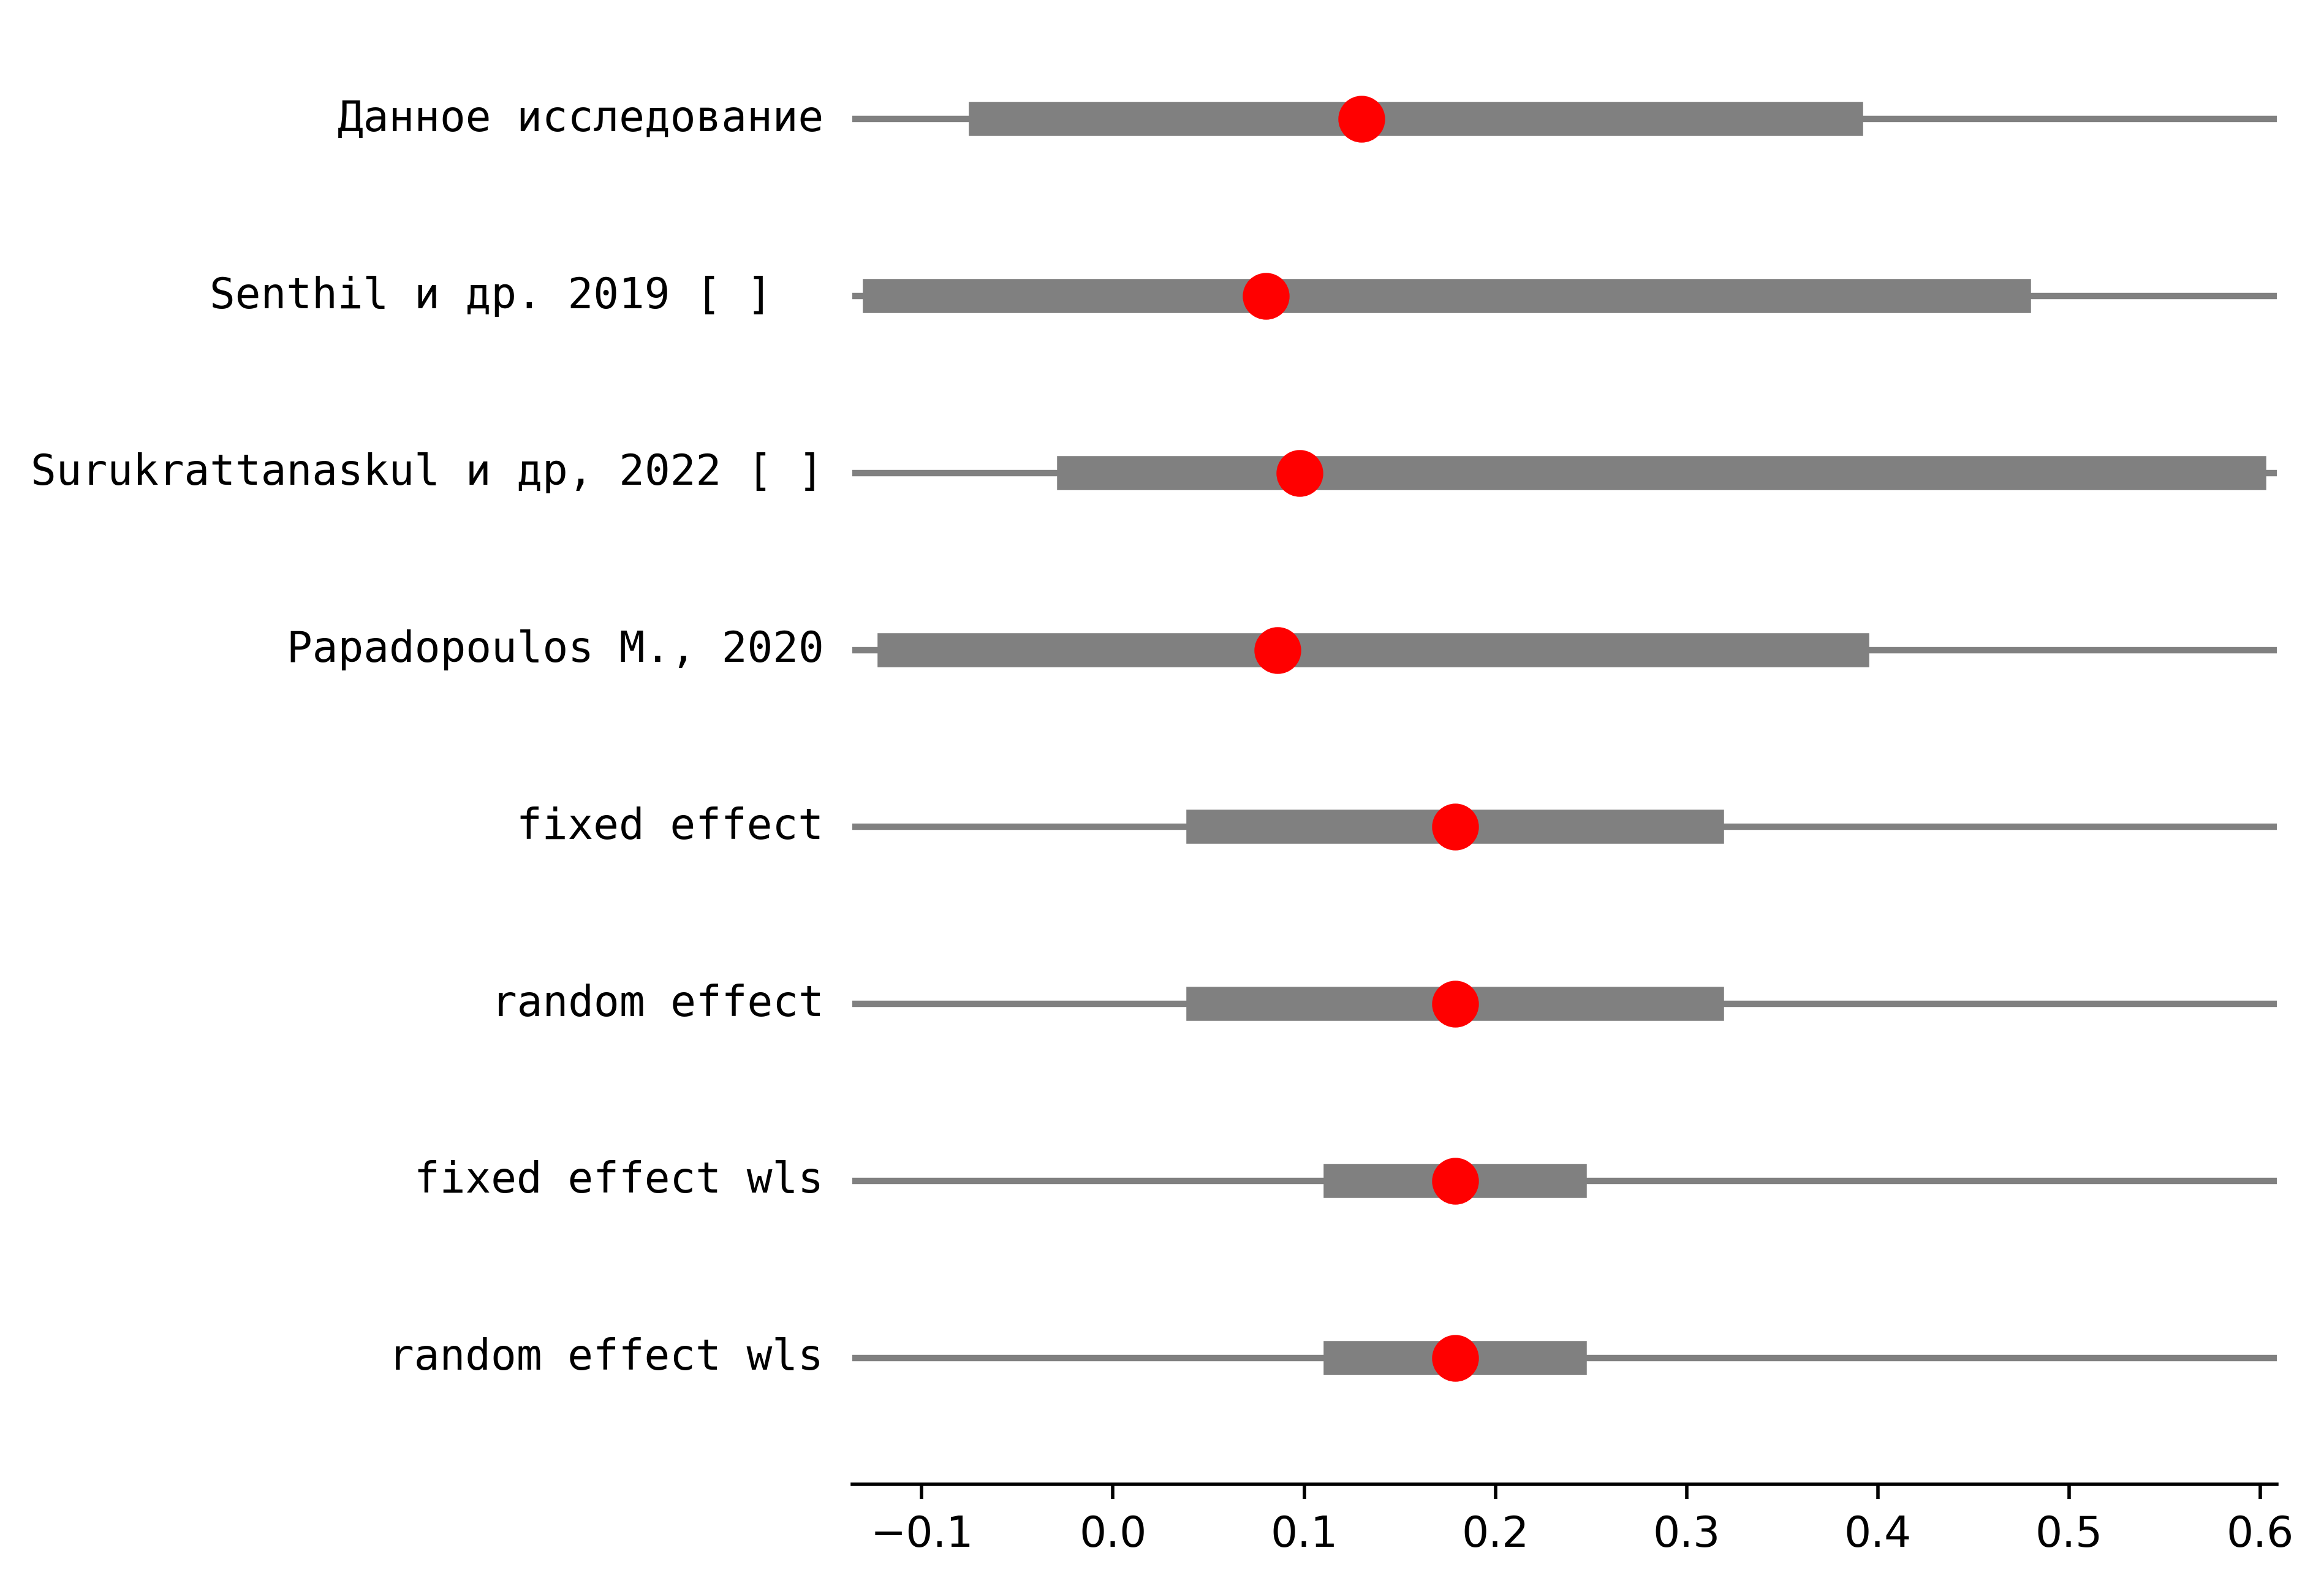 Данное исследование
Senthil и др. 2019 [ ]
Surukrattanaskul и др, 2022 [ ]
Papadopoulos M., 2020
fixed effect
random effect
fixed effect wls
random effect wls
−0.1 0.0 0.1 0.2 0.3 0.4 0.5 0.6